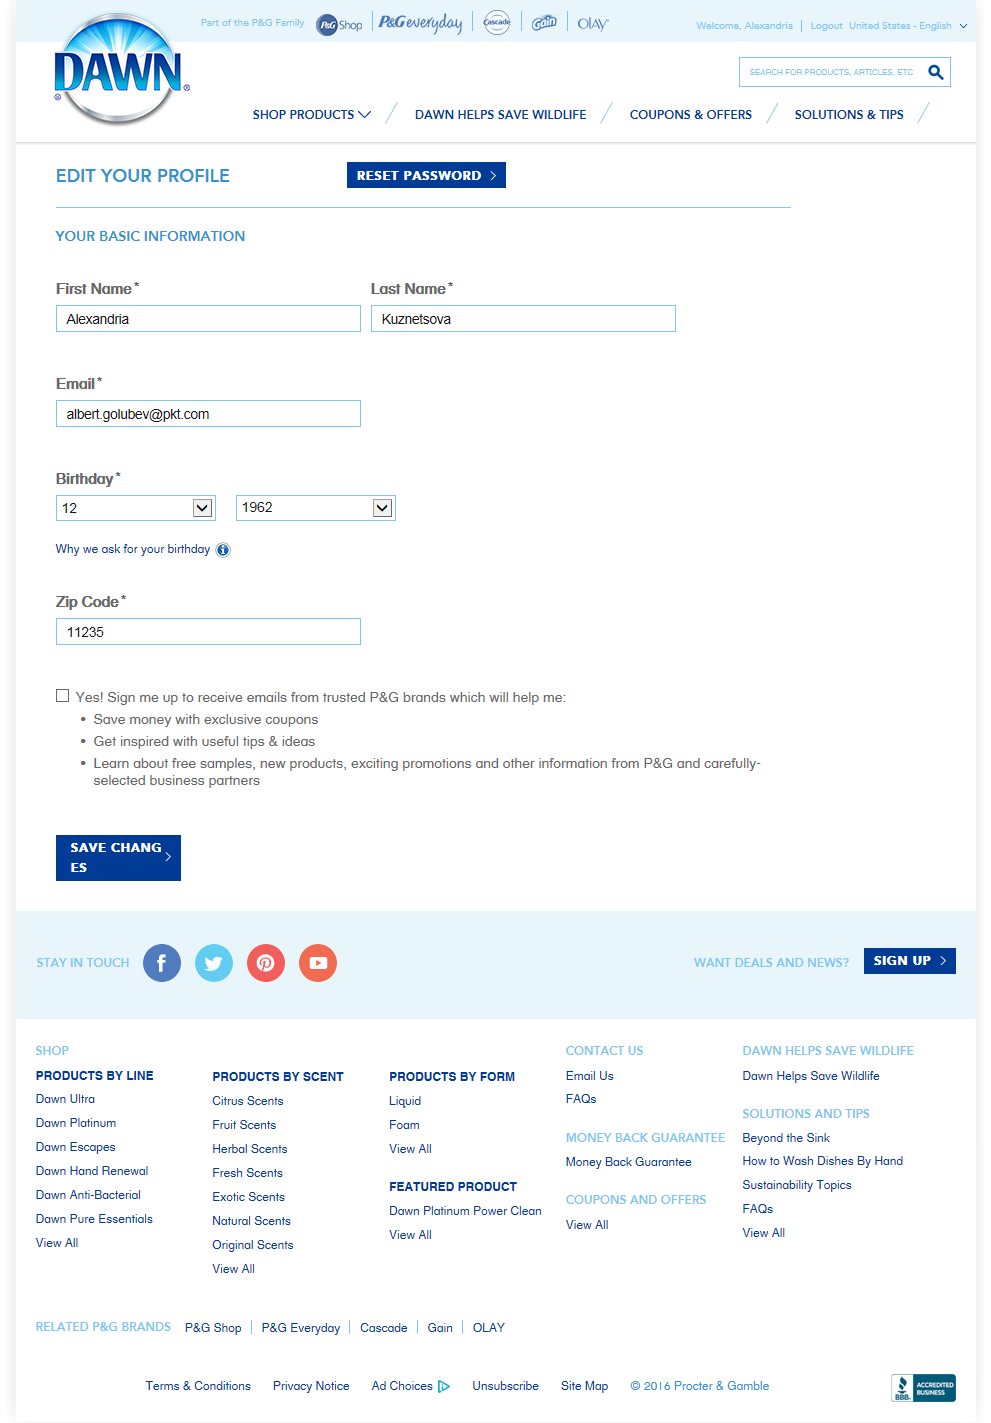 Part of the P&G Family
P&G Shop
P&G everyday
Cascade
Gain
OLAY
Welcome, Alexandria
Logout
United States - English
DAWN
SEARCH FOR PRODUCTS, ARTICLES, ETC
SHOP PRODUCTS
DAWN HELPS SAVE WILDLIFE
COUPONS & OFFERS
SOLUTIONS & TIPS
EDIT YOUR PROFILE
RESET PASSWORD
YOUR BASIC INFORMATION
First Name*
Last Name*
Alexandria
Kuznetsova
Email*
albert.golubev@pkt.com
Birthday*
12
1962
Why we ask for your birthday
Zip Code*
11235
Yes! Sign me up to receive emails from trusted P&G brands which will help me:
• Save money with exclusive coupons
• Get inspired with useful tips & ideas
• Learn about free samples, new products, exciting promotions and other information from P&G and carefully-
selected business partners
SAVE CHANG
ES
STAY IN TOUCH
WANT DEALS AND NEWS?
SIGN UP
SHOP
PRODUCTS BY LINE
Dawn Ultra
Dawn Platinum
Dawn Escapes
Dawn Hand Renewal
Dawn Anti-Bacterial
Dawn Pure Essentials
View All
PRODUCTS BY SCENT
Citrus Scents
Fruit Scents
Herbal Scents
Fresh Scents
Exotic Scents
Natural Scents
Original Scents
View All
PRODUCTS BY FORM
Liquid
Foam
View All
FEATURED PRODUCT
Dawn Platinum Power Clean
View All
CONTACT US
Email Us
FAQs
MONEY BACK GUARANTEE
Money Back Guarantee
COUPONS AND OFFERS
View All
DAWN HELPS SAVE WILDLIFE
Dawn Helps Save Wildlife
SOLUTIONS AND TIPS
Beyond the Sink
How to Wash Dishes By Hand
Sustainability Topics
FAQs
View All
RELATED P&G BRANDS
P&G Shop
P&G Everyday
Cascade
Gain
OLAY
Terms & Conditions
Privacy Notice
Ad Choices
Unsubscribe
Site Map
© 2016 Procter & Gamble
BBB.
ACCREDITED
BUSINESS